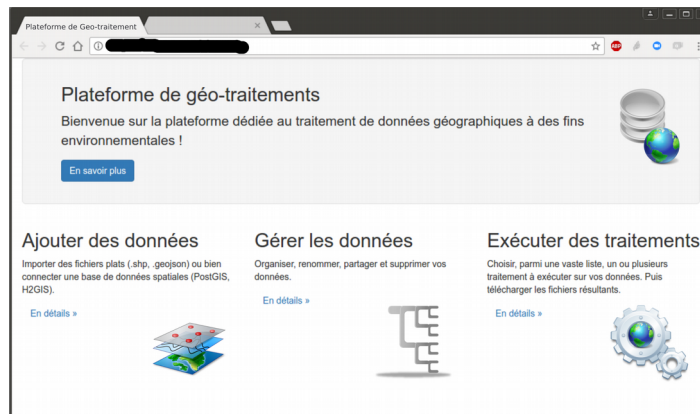 Plateforme de Geo-traitement
ABP
Plateforme de géo-traitements
Bienvenue sur la plateforme dédiée au traitement de données géographiques à des fins
environnementales !
En savoir plus
Ajouter des données
Importer des fichiers plats (.shp, .geojson) ou bien
connecter une base de données spatiales (PostGIS,
H2GIS).
En détails »
Gérer les données
Organiser, renommer, partager et supprimer vos
données.
En détails »
Exécuter des traitements
Choisir, parmi une vaste liste, un ou plusieurs
traitement à exécuter sur vos données. Puis
télécharger les fichiers résultants.
En détails »